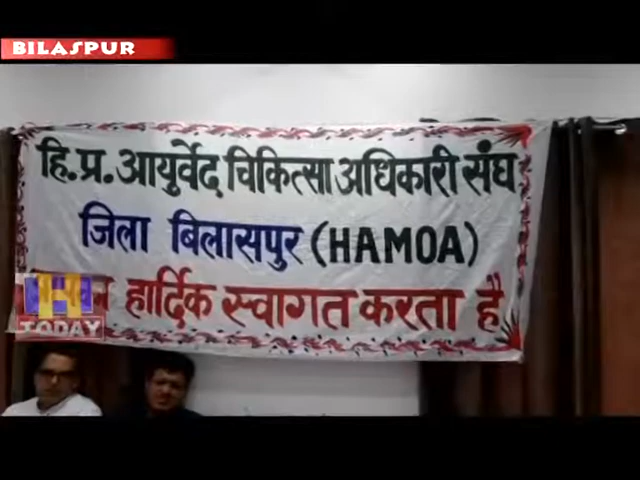 BILASPUR
हि.प्र. आयुर्वेद चिकित्सा अधिकारी संघ
जिला बिलासपुर (HAMOA)
हार्दिक स्वागत करता है
H
TODAY